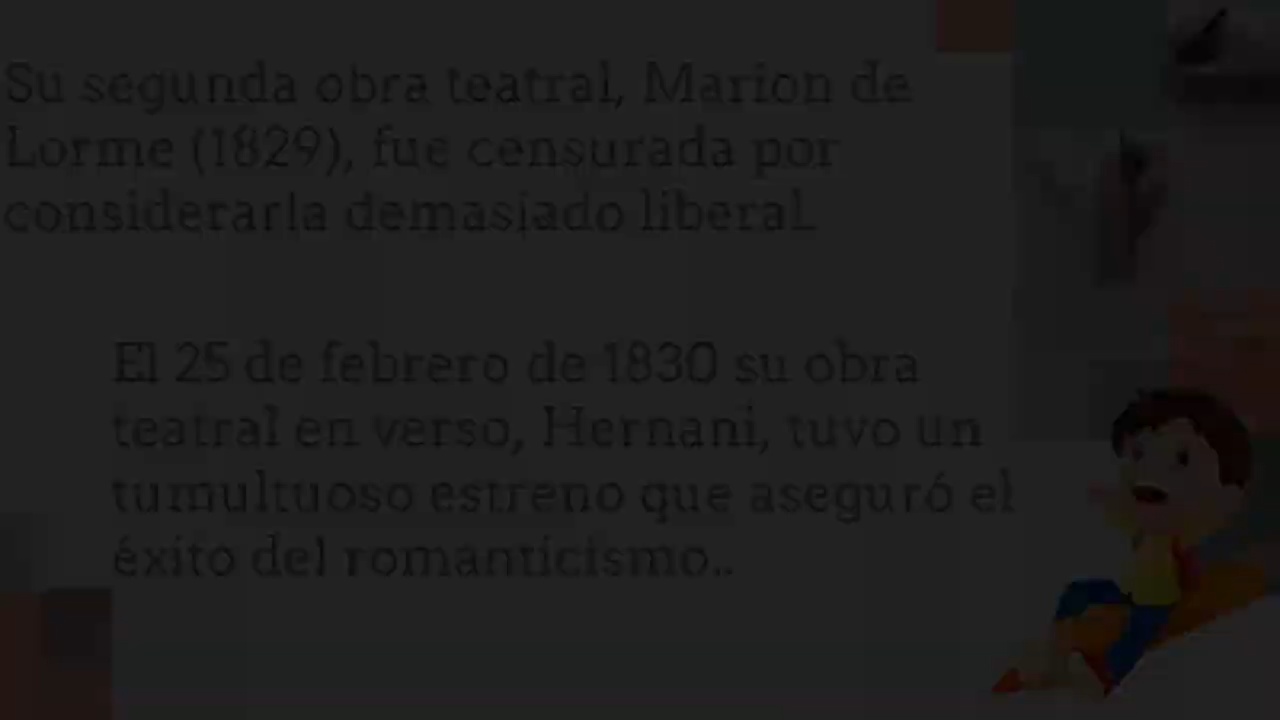 Su segunda obra teatral, Marion de
Lorme (1829), fue censurada por
considerarla demasiado liberal.
El 25 de febrero de 1830 su obra
teatral en verso, Hernani, tuvo un
tumultuoso estreno que aseguró el
éxito del romanticismo..